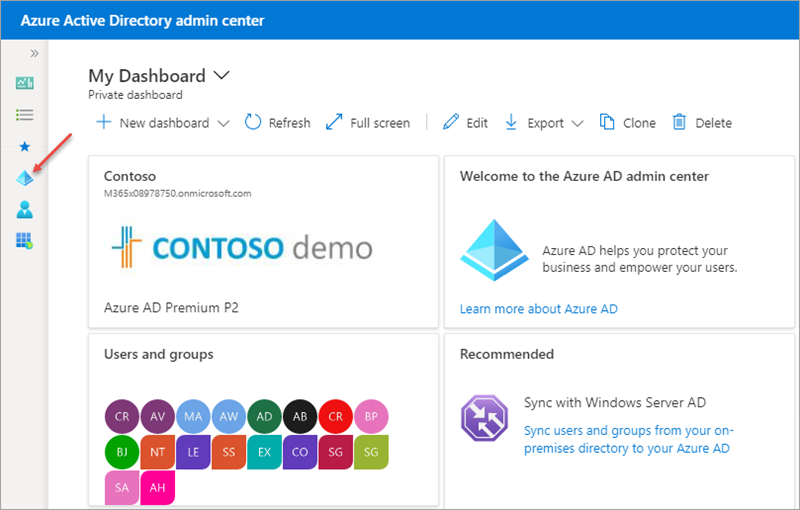 Azure Active Directory admin center
My Dashboard
Private dashboard
New dashboard Refresh Full screen Edit Export Clone Delete
Contoso
M365x08978750.onmicrosoft.com
CONTOSO demo
Azure AD Premium P2
Welcome to the Azure AD admin center
Azure AD helps you protect your
business and empower your users.
Learn more about Azure AD
Users and groups
CR AV MA AW AD AB CR BP
BJ NT LE SS EX CO SG SG
SA AH
Recommended
Sync with Windows Server AD
Sync users and groups from your on-
premises directory to your Azure AD